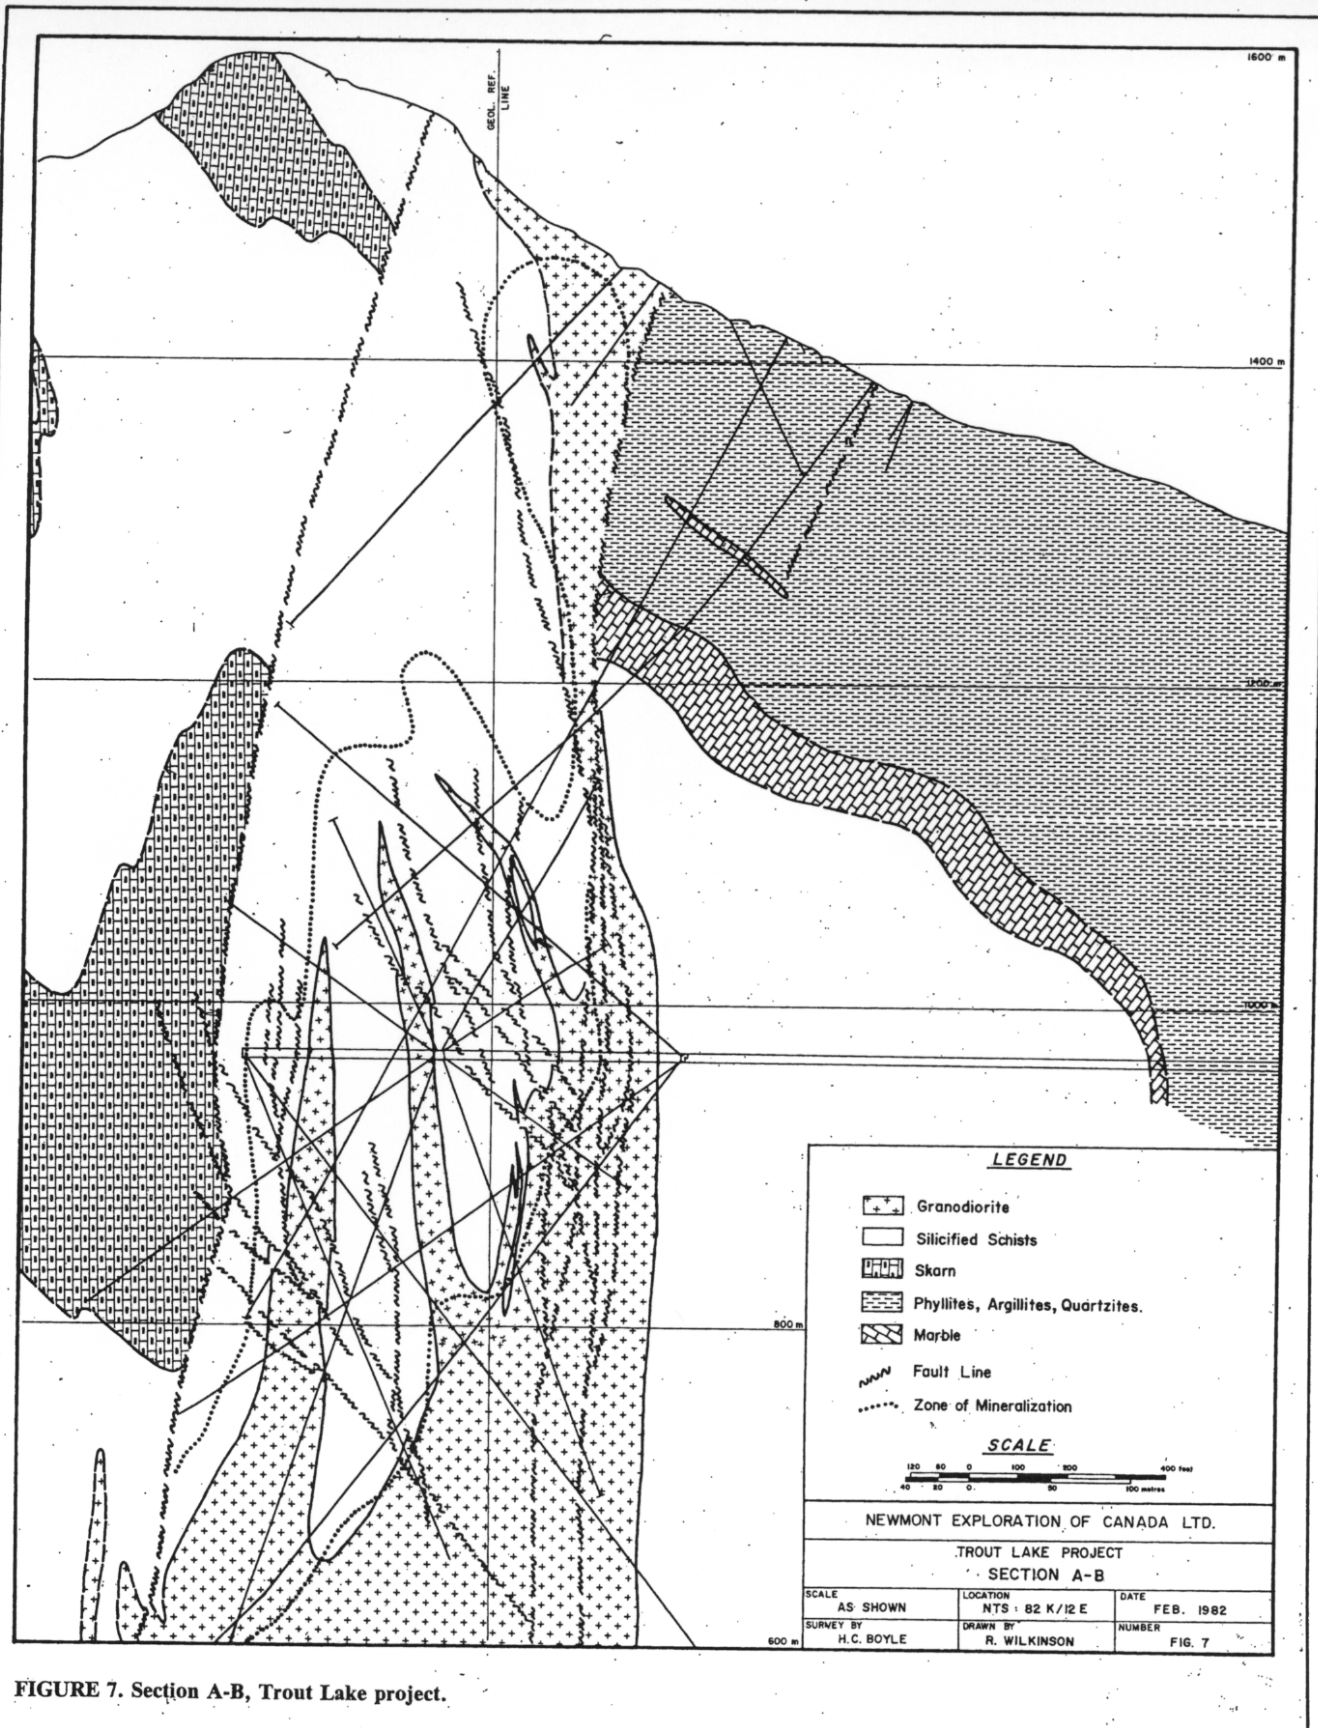 1600 m
GEOL. REF.
LINE
1400 m
1200 m
1000 m
LEGEND
Granodiorite
Silicified Schists
Skarn
Phyllites, Argillites, Quartzites.
Marble
800 m
Fault Line
Zone of Mineralization
SCALE
120 60 0 100 200 400 feet
40 20 0 50 100 metres
NEWMONT EXPLORATION OF CANADA LTD.
TROUT LAKE PROJECT
SECTION A-B
SCALE
AS SHOWN
LOCATION
NTS : 82 K/12 E
DATE
FEB. 1982
SURVEY BY
H.C. BOYLE
DRAWN BY
R. WILKINSON
NUMBER
FIG. 7
600 m
FIGURE 7. Section A-B, Trout Lake project.